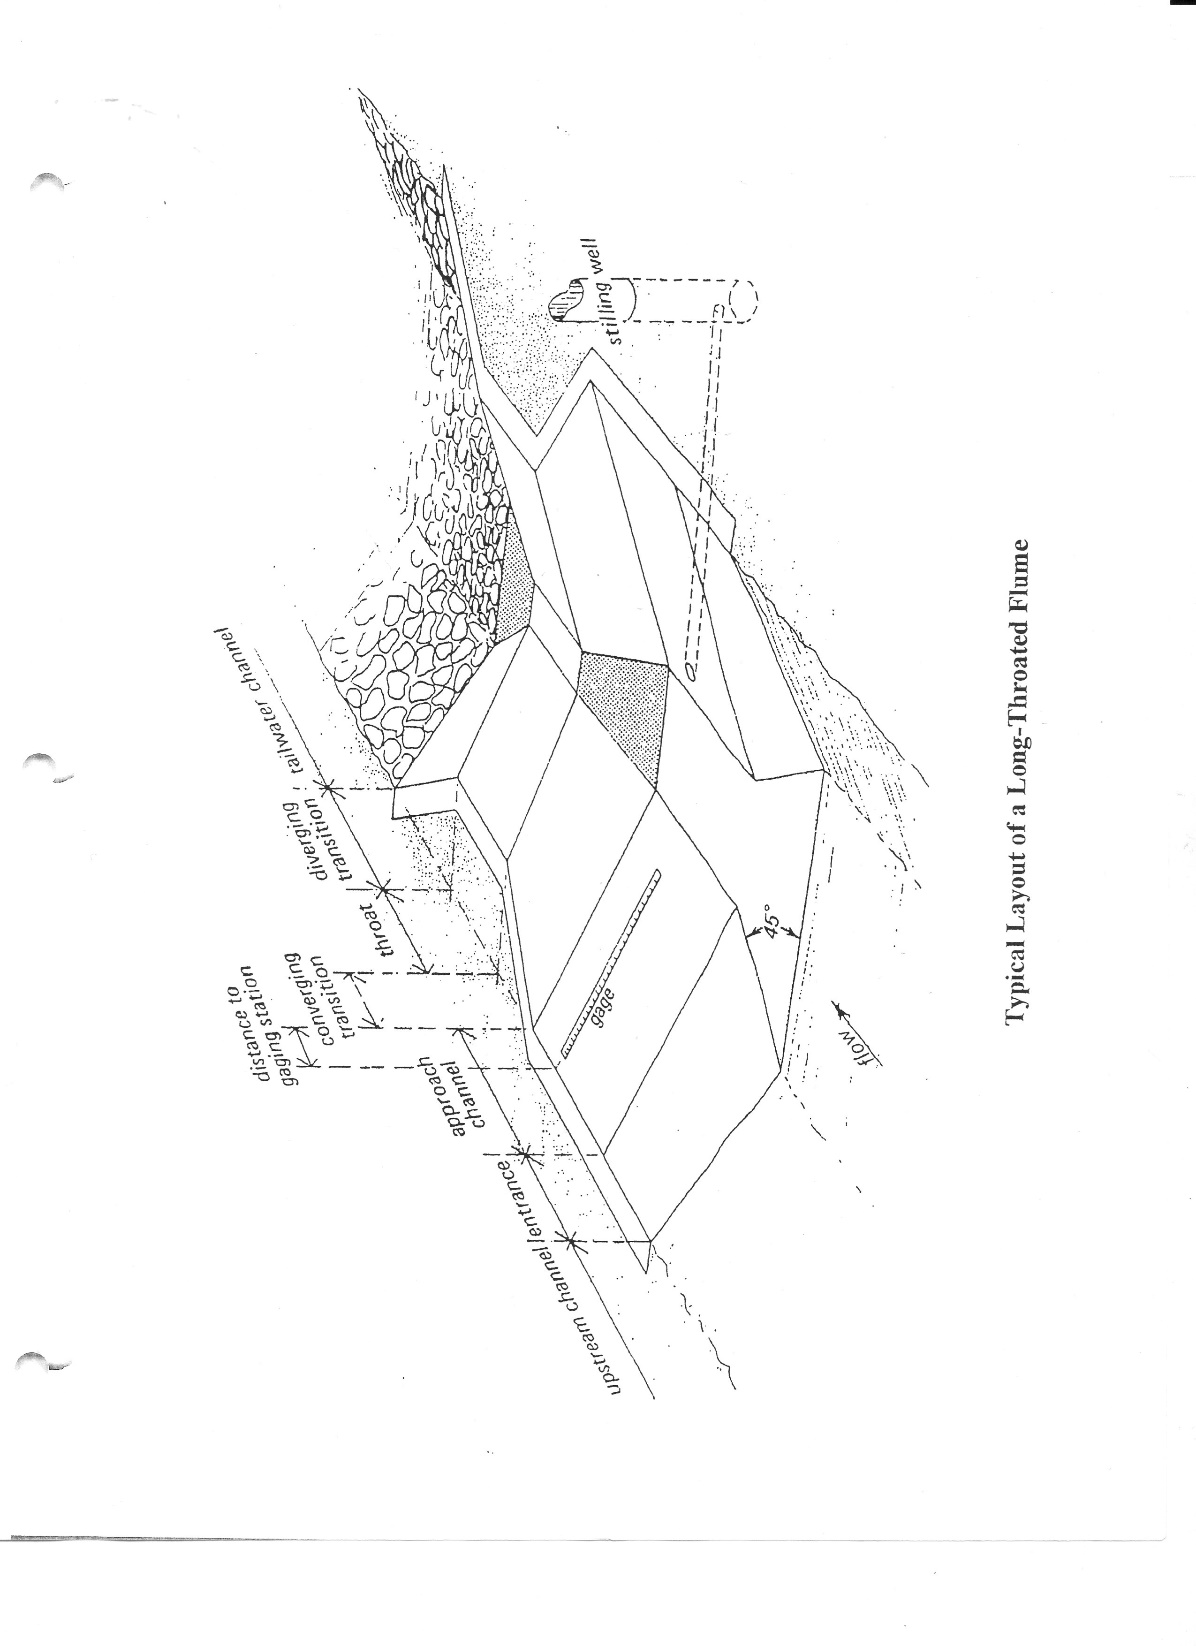 distance to
gaging station
converging
transition
throat
diverging
transition
tailwater channel
approach
channel
upstream channel
entrance
gage
stilling well
45°
flow
Typical Layout of a Long-Throated Flume